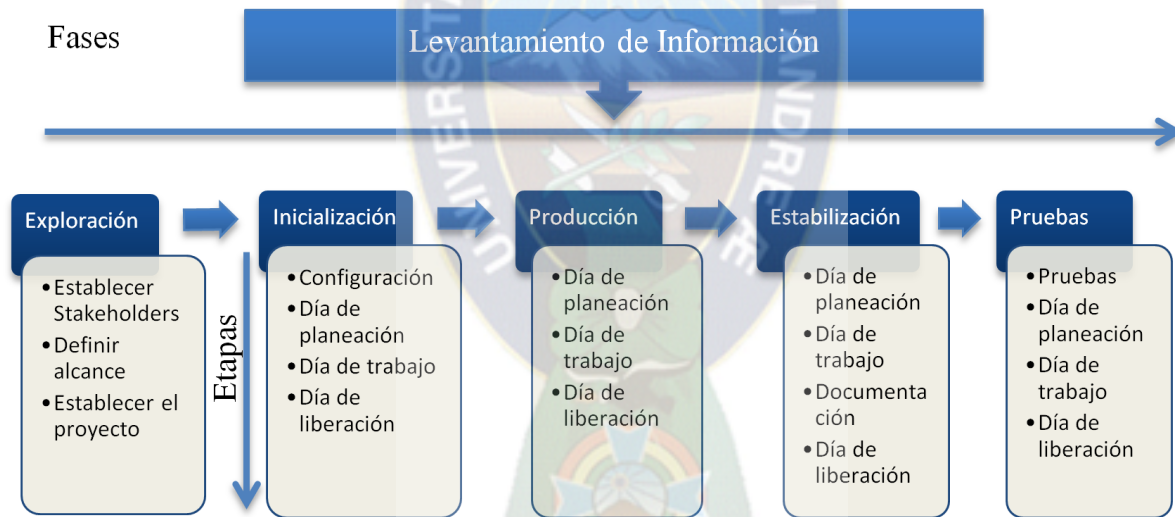 Fases
Levantamiento de Información
Exploración
Inicialización
Producción
Estabilización
Pruebas
•Establecer
Stakeholders
•Definir
alcance
•Establecer el
proyecto
Etapas
•Configuración
•Día de
planeación
•Día de trabajo
•Día de
liberación
•Día de
planeación
•Día de
trabajo
•Día de
liberación
•Día de
planeación
•Día de
trabajo
•Documenta
ción
•Día de
liberación
•Pruebas
•Día de
planeación
•Día de
trabajo
•Día de
liberación